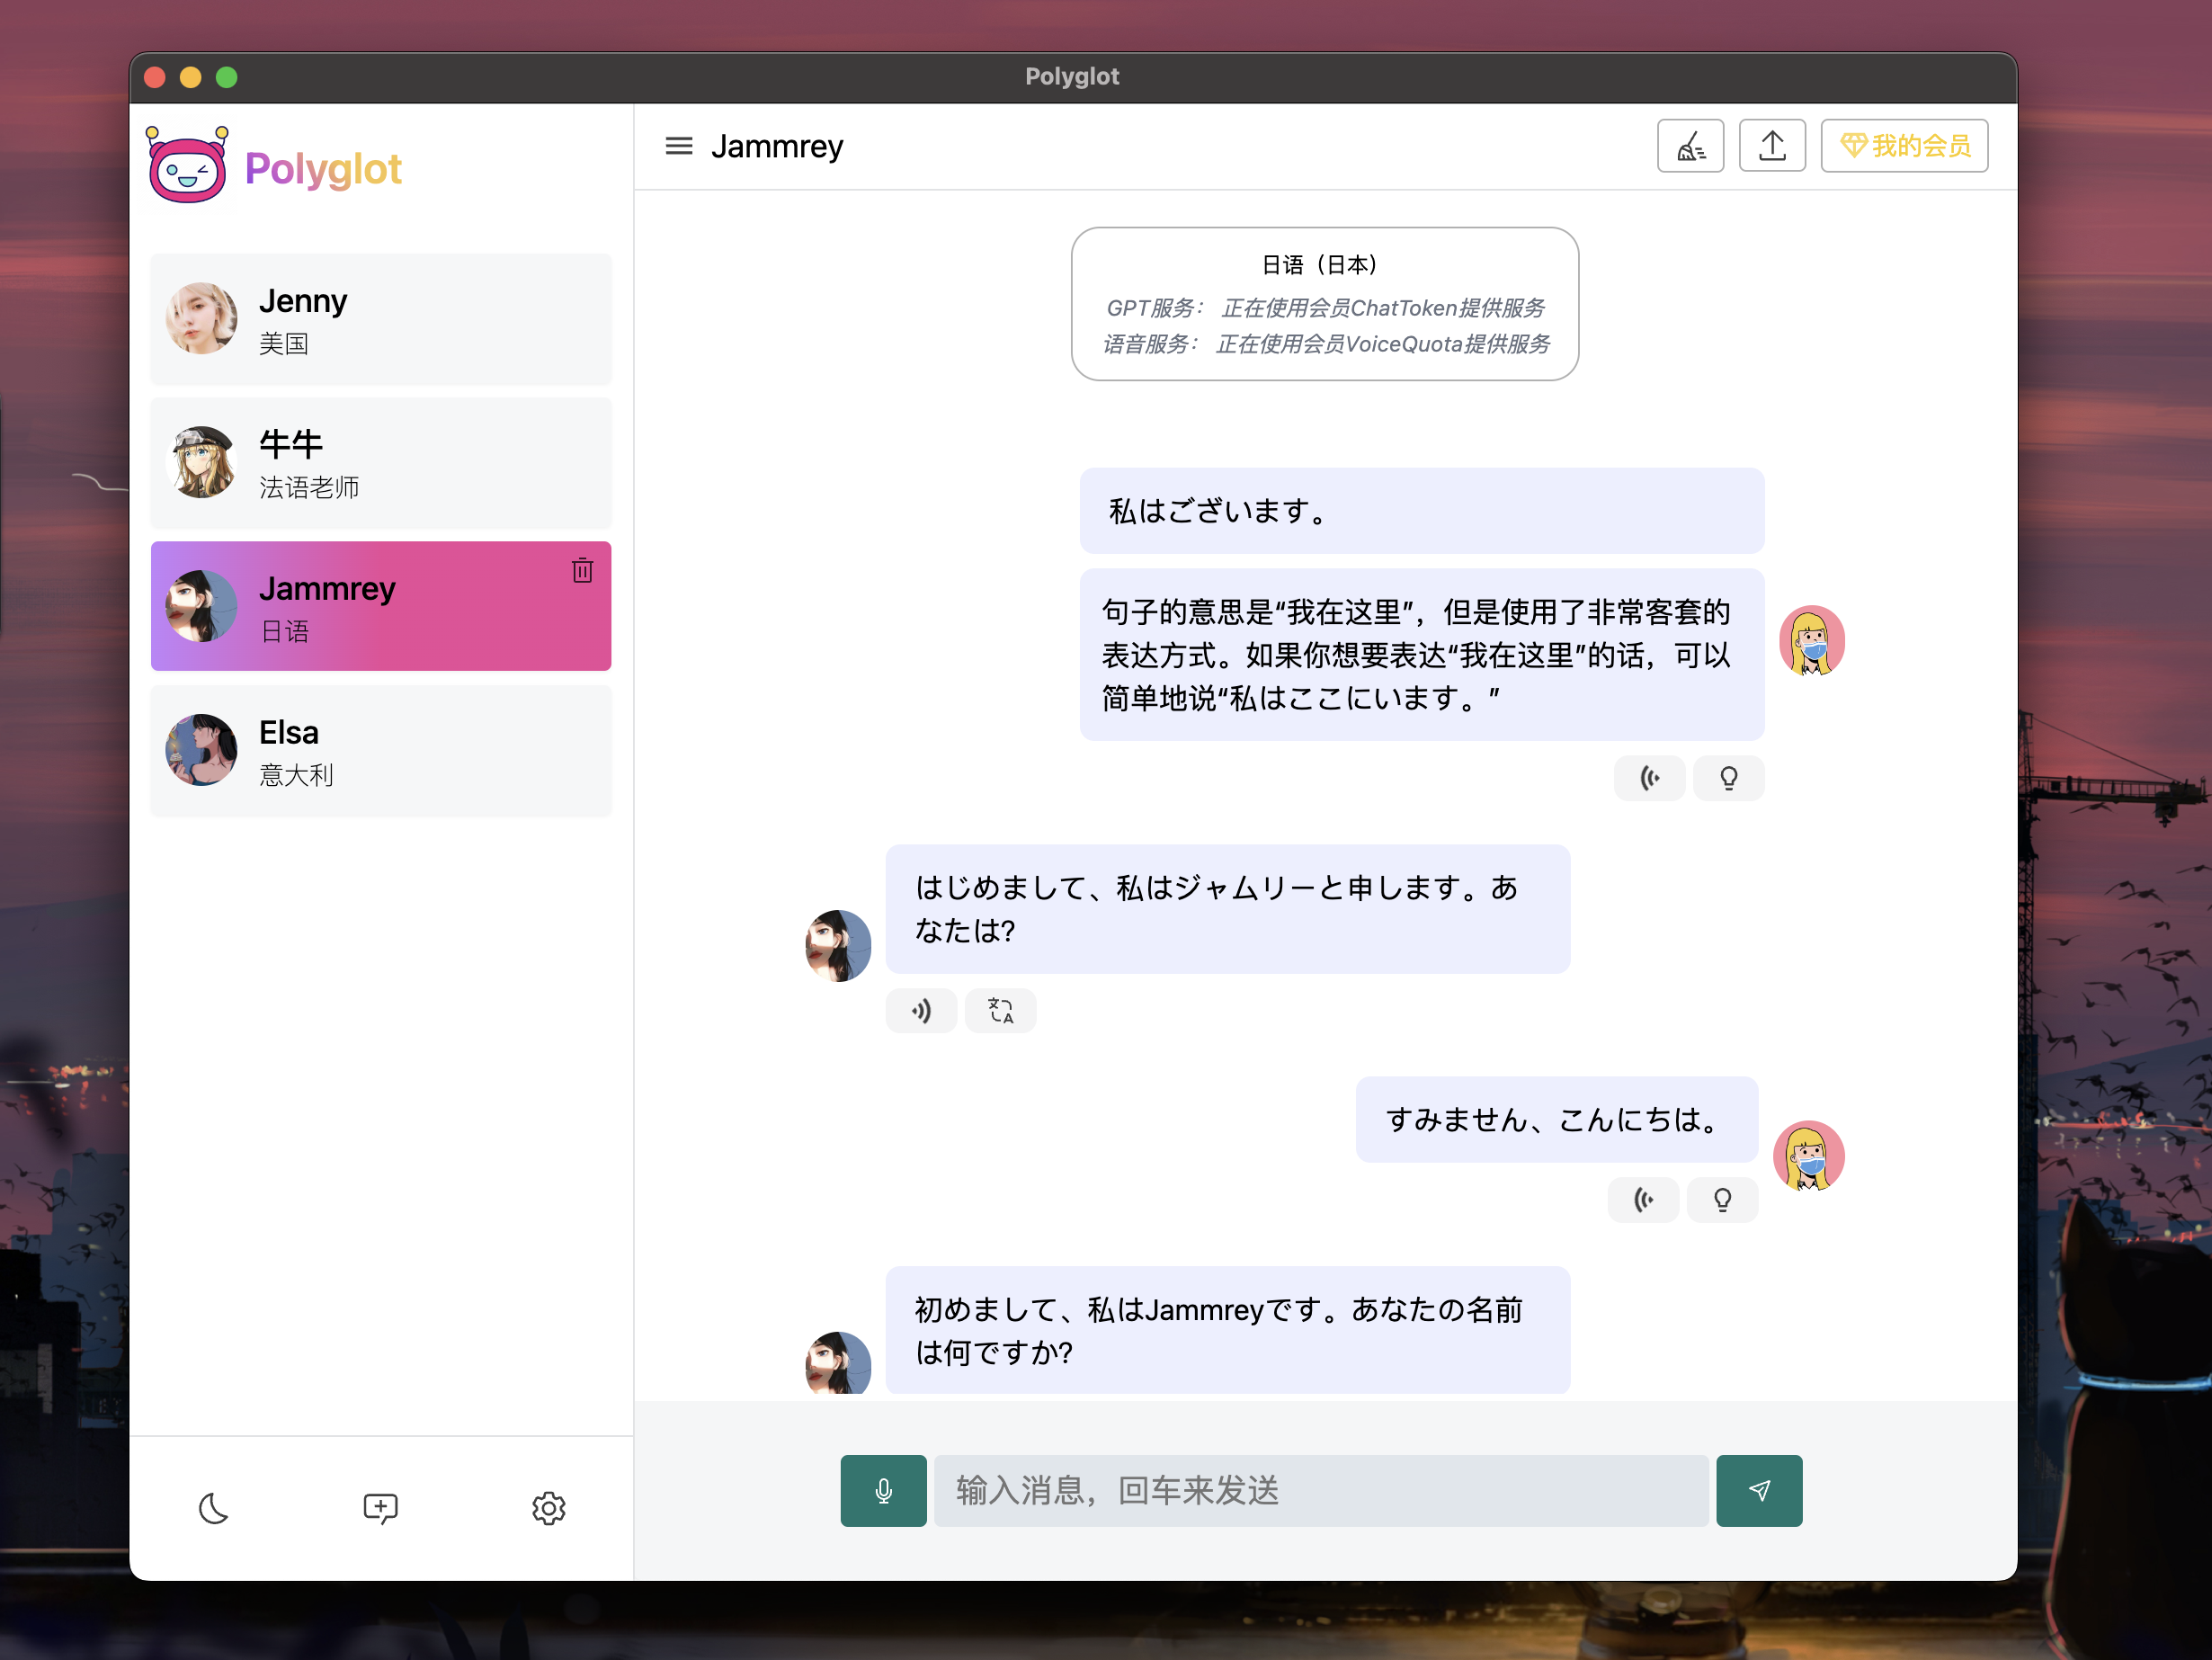 Polyglot
Polyglot
Jenny
美国
牛牛
法语老师
Jammrey
日语
Elsa
意大利
Jammrey
我的会员
日语（日本）
GPT服务： 正在使用会员ChatToken提供服务
语音服务： 正在使用会员VoiceQuota提供服务
私はございます。
句子的意思是“我在这里”，但是使用了非常客套的
表达方式。如果你想要表达“我在这里”的话，可以
简单地说“私はここにいます。”
はじめまして、私はジャムリーと申します。あ
なたは?
すみません、こんにちは。
初めまして、私はJammreyです。あなたの名前
は何ですか?
输入消息，回车来发送